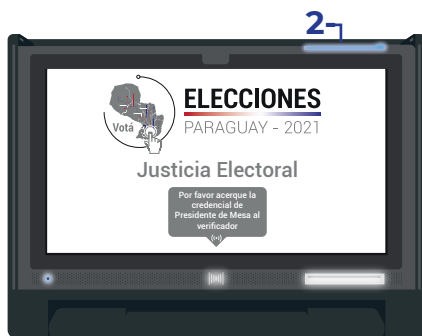 2
ELECCIONES
PARAGUAY - 2021
Votá
Justicia Electoral
Por favor acerque la
credencial de
Presidente de Mesa al
verificador